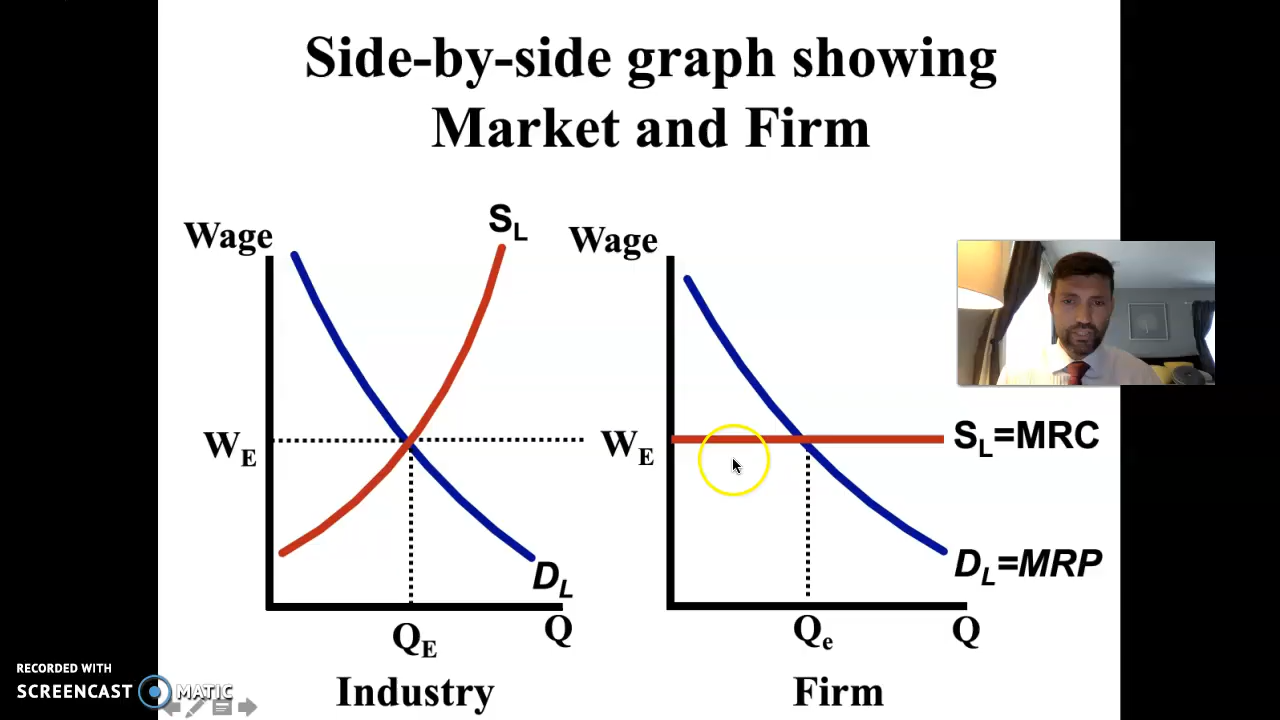 Side-by-side graph showing
Market and Firm
Wage
S_L
W_E
D_L
Q_E
Q
Industry
Wage
W_E
S_L=MRC
D_L=MRP
Q_e
Q
Firm
RECORDED WITH
SCREENCAST MATIC